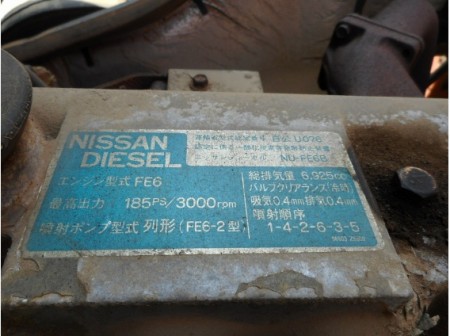 NISSAN
DIESEL
エンジン型式 FE6
最高出力 185PS/3000rpm
噴射ポンプ型式 列形(FE6-2型)
総排気量 6,925cc
バルブクリアランス(冷時)
吸気0.4mm排気0.4mm
噴射順序
1-4-2-6-3-5